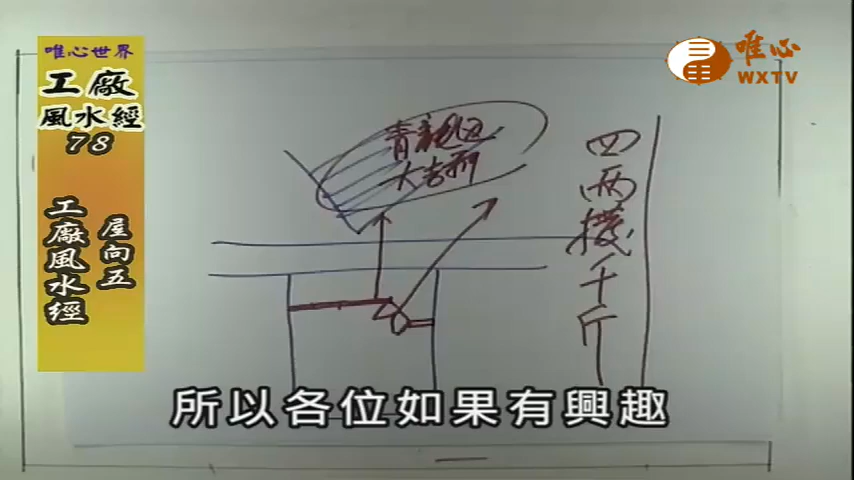 唯心世界
工廠
風水經
78
屋向五
工廠風水經
唯心
WXTV
青龍位
大吉利
四兩撥千斤
所以各位如果有興趣